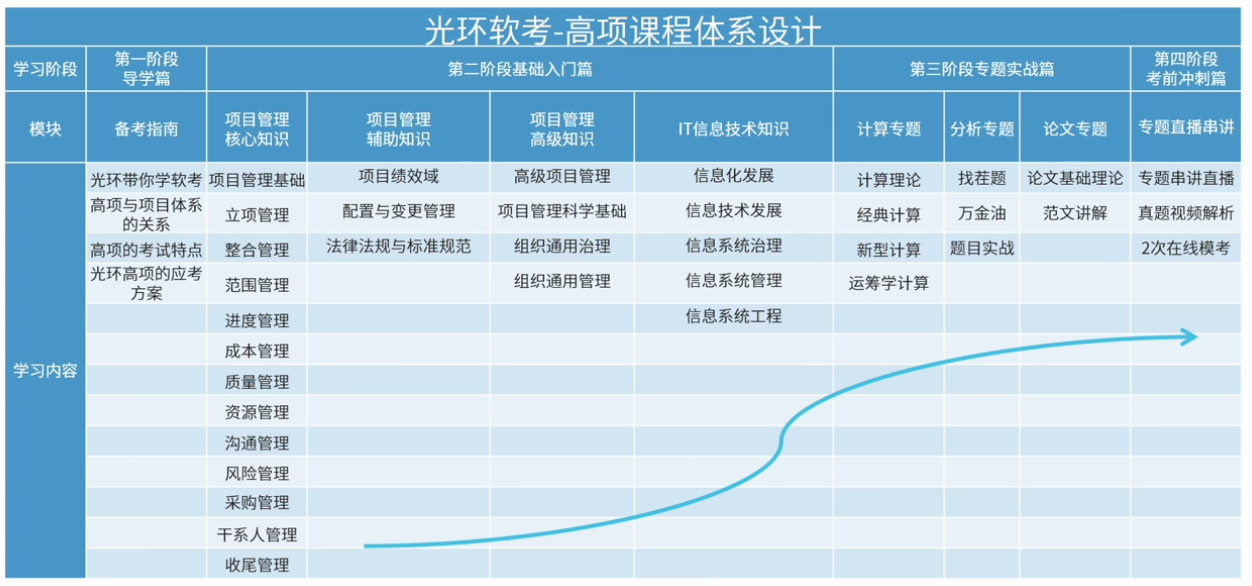 光环软考-高项课程体系设计
学习阶段
第一阶段
导学篇
第二阶段基础入门篇
第三阶段专题实战篇
第四阶段
考前冲刺篇
模块
备考指南
项目管理
核心知识
项目管理
辅助知识
项目管理
高级知识
IT信息技术知识
计算专题
分析专题
论文专题
专题直播串讲
学习内容
光环带你学软考
项目管理基础
项目绩效域
高级项目管理
信息化发展
计算理论
找茬题
论文基础理论
专题串讲直播
高项与项目体系
的关系
立项管理
配置与变更管理
项目管理科学基础
信息技术发展
经典计算
万金油
范文讲解
真题视频解析
高项的考试特点
整合管理
法律法规与标准规范
组织通用治理
信息系统治理
新型计算
题目实战
2次在线模考
光环高项的应考
方案
范围管理
组织通用管理
信息系统管理
运筹学计算
进度管理
信息系统工程
成本管理
质量管理
资源管理
沟通管理
风险管理
采购管理
干系人管理
收尾管理